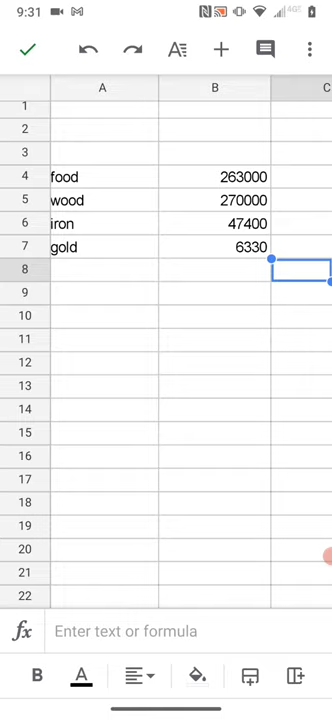 9:31 4G
A B C
1
2
3
4 food 263000
5 wood 270000
6 iron 47400
7 gold 6330
8
9
10
11
12
13
14
15
16
17
18
19
20
21
22
fx Enter text or formula
B A